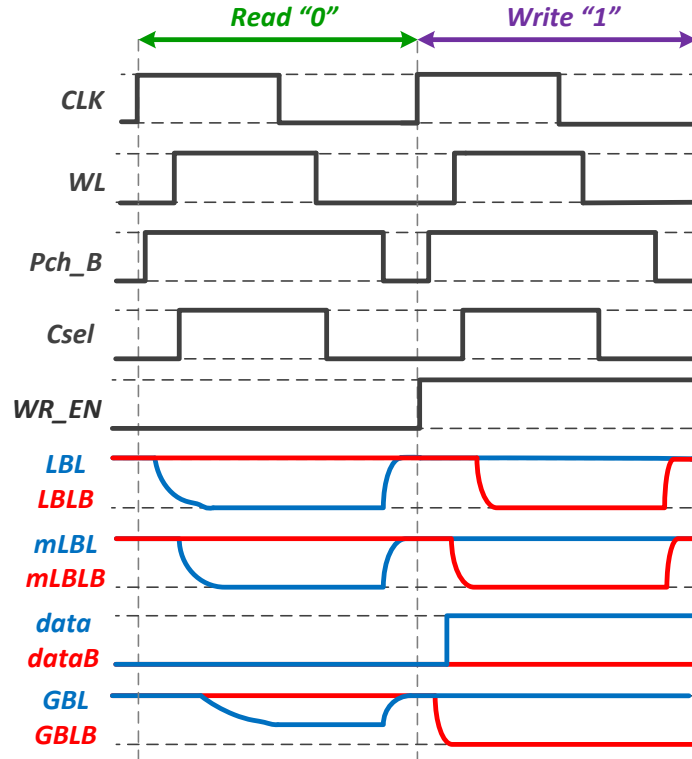 Read “0” Write “1”
CLK
WL
Pch_B
Csel
WR_EN
LBL
LBLB
mLBL
mLBLB
data
dataB
GBL
GBLB